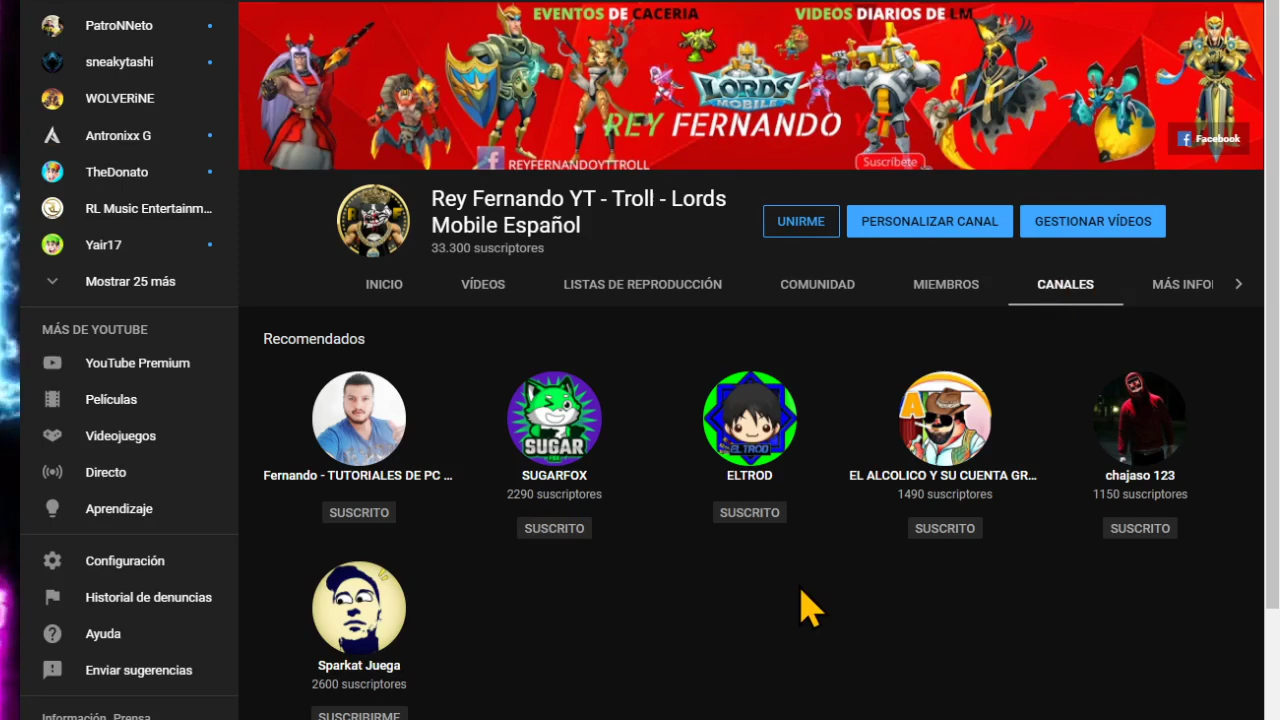 PatroNNeto
sneakytashi
WOLVERiNE
Antronixx G
TheDonato
RL Music Entertainm...
Yair17
Mostrar 25 más
MÁS DE YOUTUBE
YouTube Premium
Películas
Videojuegos
Directo
Aprendizaje
Configuración
Historial de denuncias
Ayuda
Enviar sugerencias
Información Prensa
EVENTOS DE CACERIA
VIDEOS DIARIOS DE LM
LORDS
MOBILE
REY FERNANDO Y
REYFERNANDOYTTROLL
Suscríbete
Facebook
Rey Fernando YT - Troll - Lords
Mobile Español
33.300 suscriptores
UNIRME
PERSONALIZAR CANAL
GESTIONAR VÍDEOS
INICIO
VÍDEOS
LISTAS DE REPRODUCCIÓN
COMUNIDAD
MIEMBROS
CANALES
MÁS INFOI
Recomendados
SUGAR
ELTROD
A
Fernando - TUTORIALES DE PC ...
SUGARFOX
ELTROD
EL ALCOLICO Y SU CUENTA GR...
chajaso 123
2290 suscriptores
1490 suscriptores
1150 suscriptores
SUSCRITO
SUSCRITO
SUSCRITO
SUSCRITO
SUSCRITO
Sparkat Juega
2600 suscriptores
SUSCRIBIRME